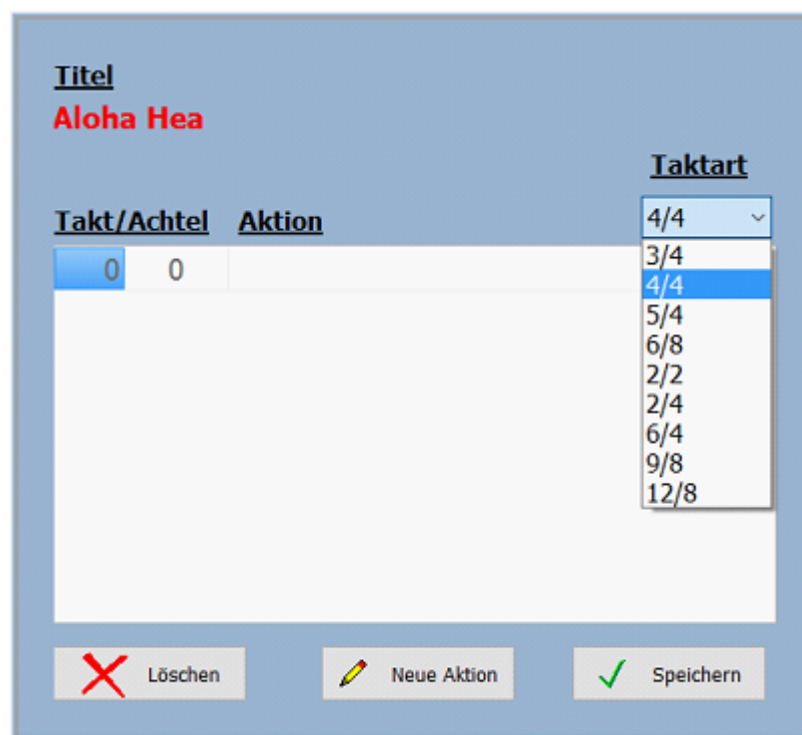 Titel
Aloha Hea
Taktart
Takt/Achtel Aktion
4/4
0 0
3/4
4/4
5/4
6/8
2/2
2/4
6/4
9/8
12/8
Löschen Neue Aktion Speichern